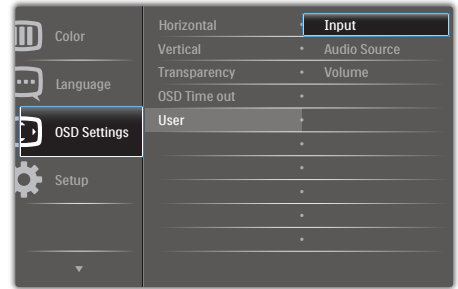 Color
Language
OSD Settings
Setup
Horizontal
Vertical
Transparency
OSD Time out
User
Input
Audio Source
Volume